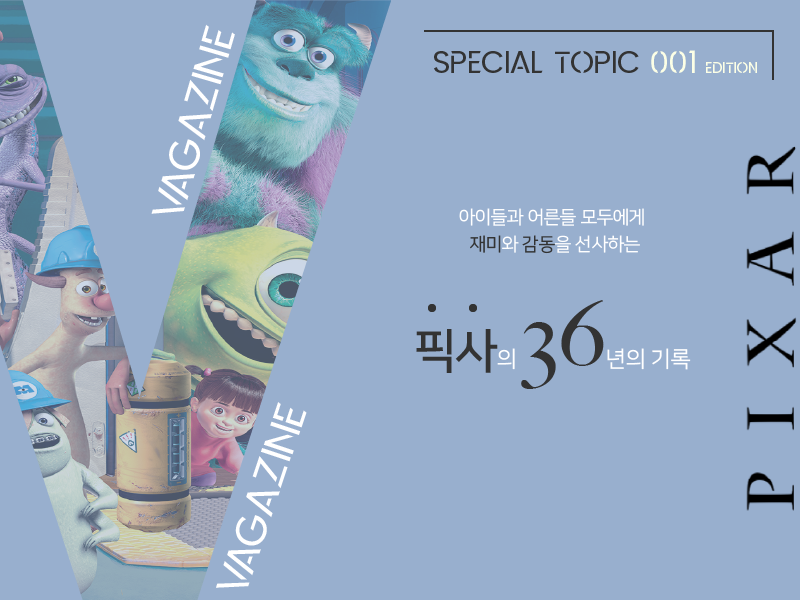 VAGAZINE
SPECIAL TOPIC 001 EDITION
아이들과 어른들 모두에게
재미와 감동을 선사하는
픽사의 36년의 기록
PIXAR
VAGAZINE